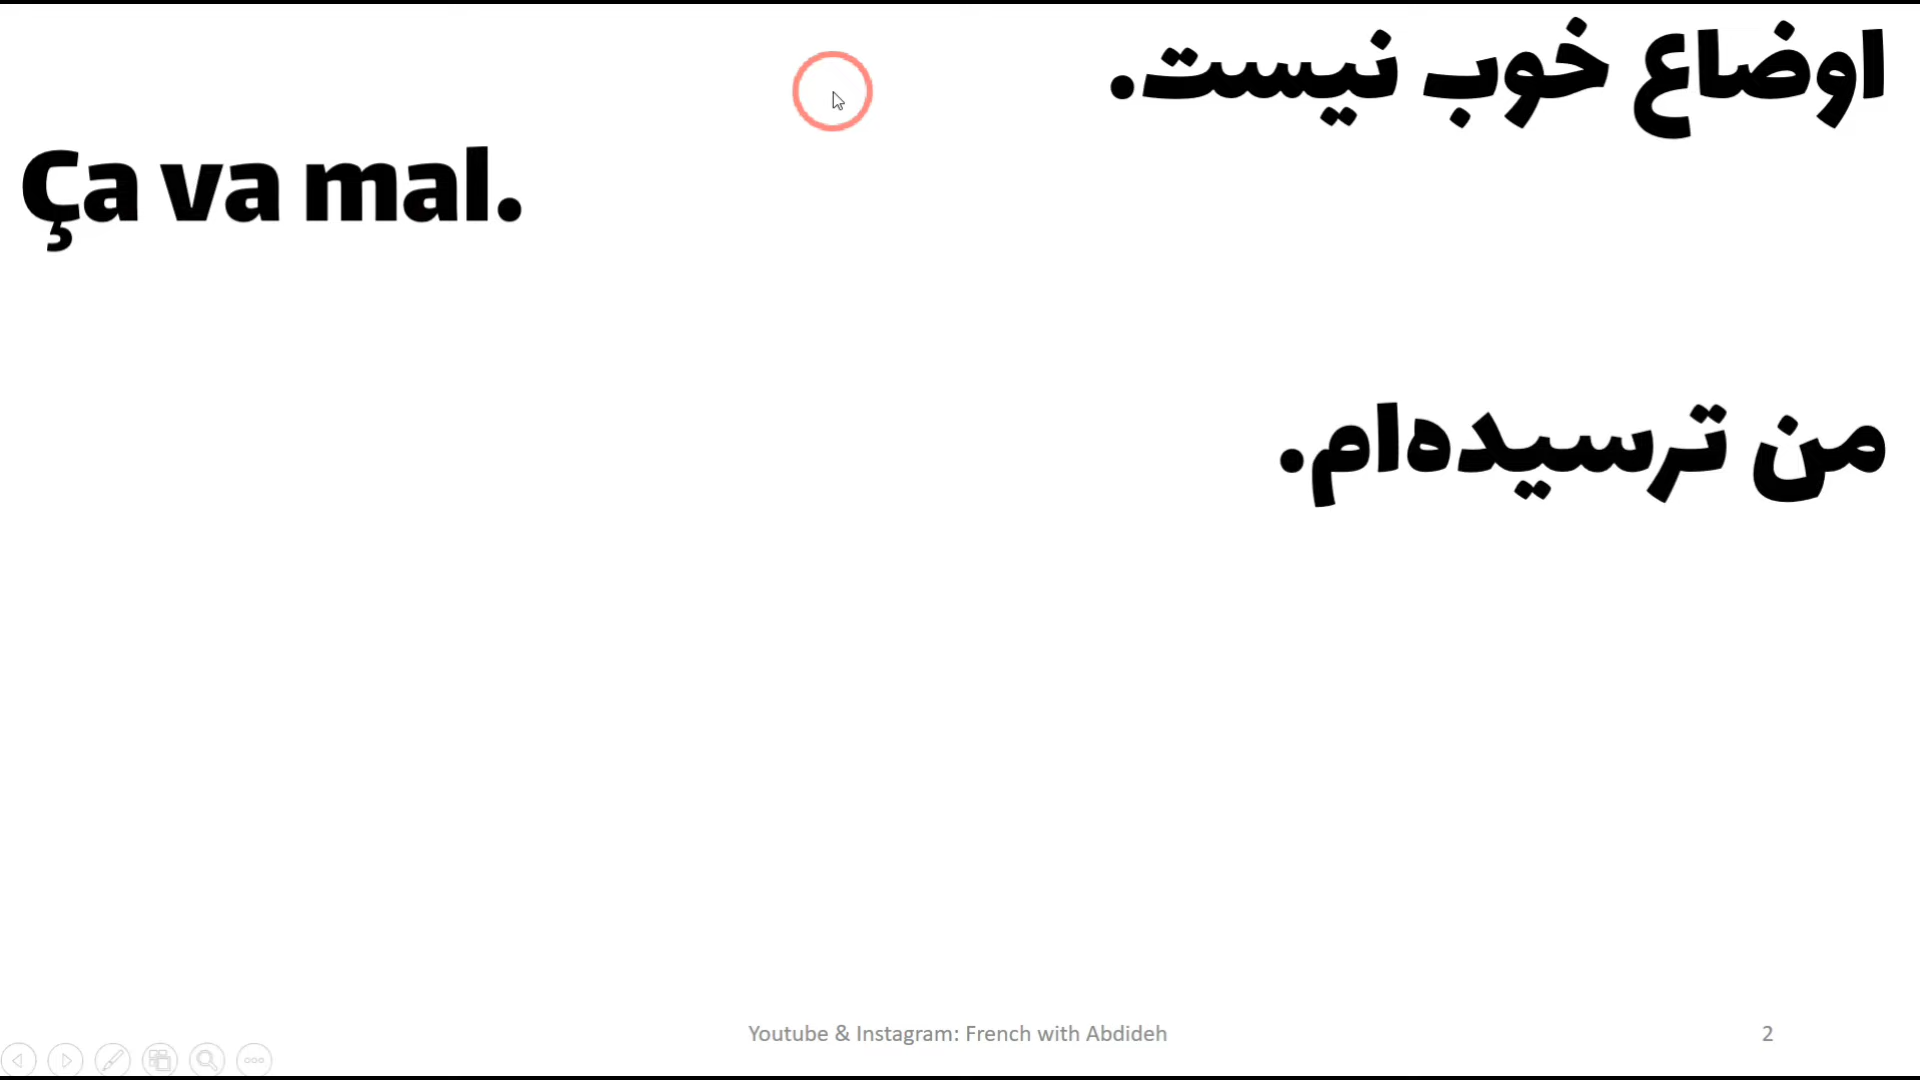 اوضاع خوب نیست.
Ça va mal.
من ترسیده‌ام.
Youtube & Instagram: French with Abdideh
2